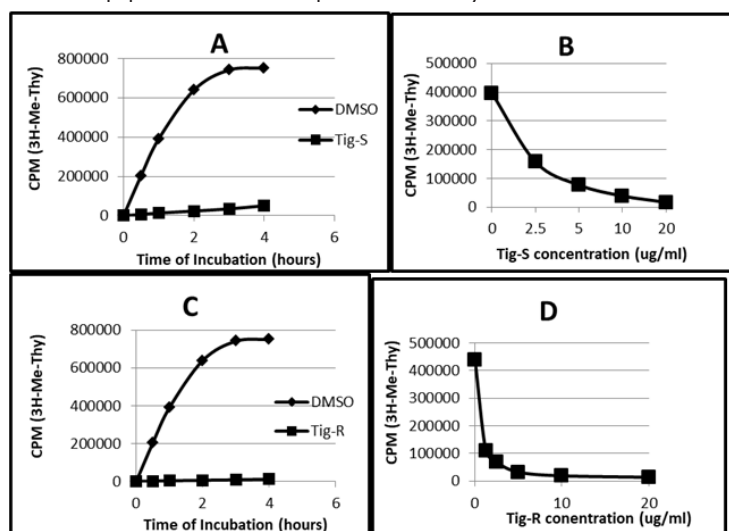 A
CPM (3H-Me-Thy)
800000
600000
400000
200000
0
0 2 4 6
Time of Incubation (hours)
DMSO
Tig-S
B
CPM (3H-Me-Thy)
500000
400000
300000
200000
100000
0
0 2.5 5 10 20
Tig-S concentration (ug/ml)
C
CPM (3H-Me-Thy)
800000
600000
400000
200000
0
0 2 4 6
Time of Incubation (hours)
DMSO
Tig-R
D
CPM (3H-Me-Thy)
500000
400000
300000
200000
100000
0
0 10 20
Tig-R concentration (ug/ml)